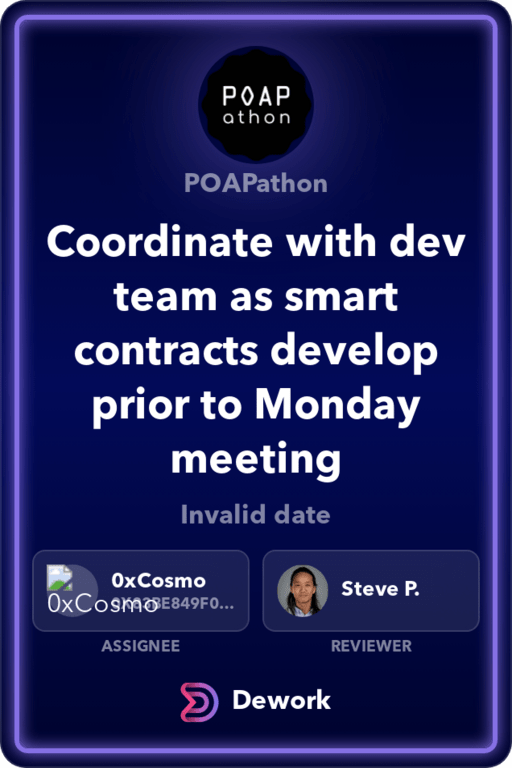 POAP
athon
POAPathon
Coordinate with dev
team as smart
contracts develop
prior to Monday
meeting
Invalid date
0xCosmo
0xCosmo
Steve P.
ASSIGNEE
REVIEWER
Dework